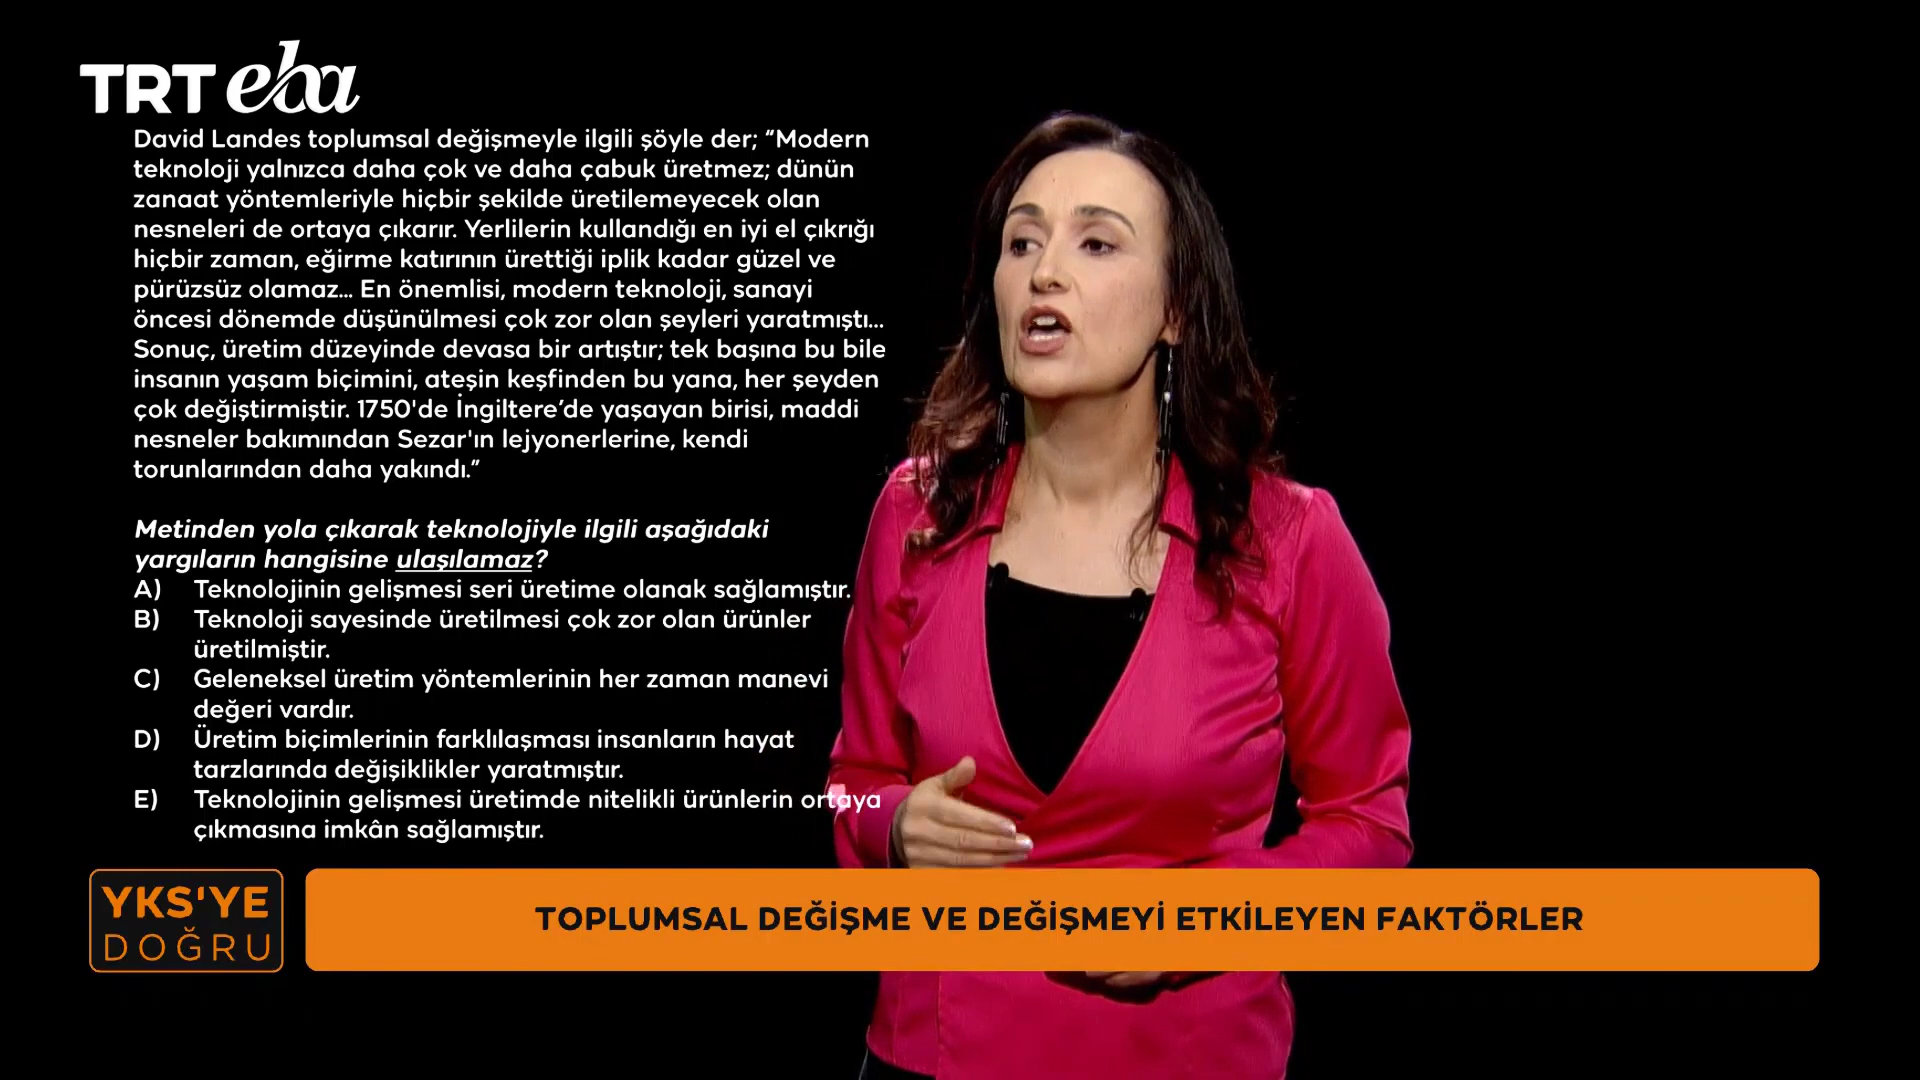 TRT eba
David Landes toplumsal değişmeyle ilgili şöyle der; “Modern
teknoloji yalnızca daha çok ve daha çabuk üretmez; dünün
zanaat yöntemleriyle hiçbir şekilde üretilemeyecek olan
nesneleri de ortaya çıkarır. Yerlilerin kullandığı en iyi el çıkrığı
hiçbir zaman, eğirme katırının ürettiği iplik kadar güzel ve
pürüzsüz olamaz... En önemlisi, modern teknoloji, sanayi
öncesi dönemde düşünülmesi çok zor olan şeyleri yaratmıştı...
Sonuç, üretim düzeyinde devasa bir artıştır; tek başına bu bile
insanın yaşam biçimini, ateşin keşfinden bu yana, her şeyden
çok değiştirmiştir. 1750'de İngiltere’de yaşayan birisi, maddi
nesneler bakımından Sezar'ın lejyonerlerine, kendi
torunlarından daha yakındı.”
Metinden yola çıkarak teknolojiyle ilgili aşağıdaki
yargıların hangisine ulaşılamaz?
A) Teknolojinin gelişmesi seri üretime olanak sağlamıştır.
B) Teknoloji sayesinde üretilmesi çok zor olan ürünler
üretilmiştir.
C) Geleneksel üretim yöntemlerinin her zaman manevi
değeri vardır.
D) Üretim biçimlerinin farklılaşması insanların hayat
tarzlarında değişiklikler yaratmıştır.
E) Teknolojinin gelişmesi üretimde nitelikli ürünlerin ortaya
çıkmasına imkân sağlamıştır.
YKS'YE
DOĞRU
TOPLUMSAL DEĞİŞME VE DEĞİŞMEYİ ETKİLEYEN FAKTÖRLER